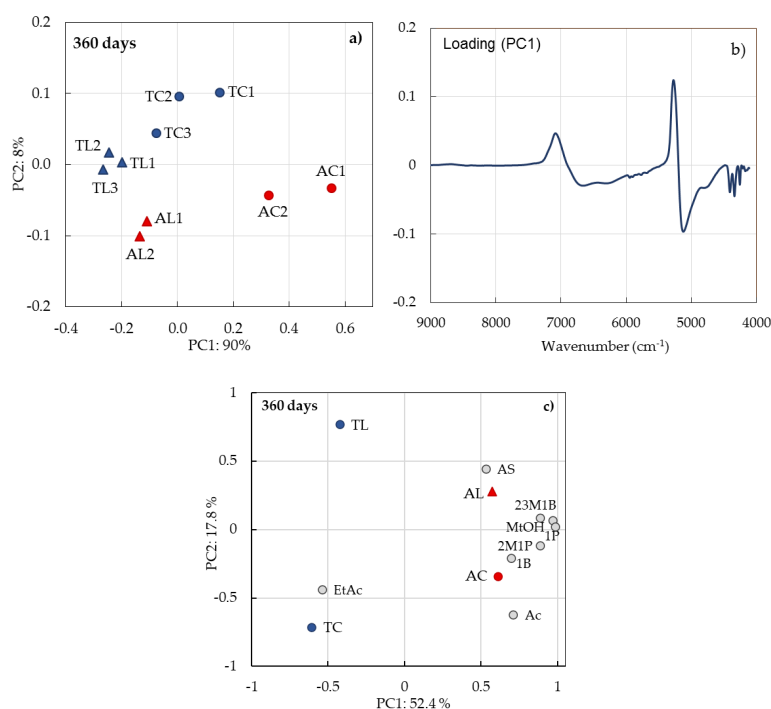 0.2
0.1
0.0
-0.1
-0.2
PC2: 8%
360 days
a)
TC2
TC1
TC3
TL2
TL1
TL3
AC1
AC2
AL1
AL2
-0.4
-0.2
0.0
0.2
0.4
0.6
PC1: 90%
0.2
0.1
0
-0.1
-0.2
Loading (PC1)
b)
9000
8000
7000
6000
5000
4000
Wavenumber (cm-1)
1
0.5
0
-0.5
-1
PC2: 17.8 %
360 days
c)
TL
AS
AL
23M1B
MtOH
1P
2M1P
1B
AC
EtAc
Ac
TC
-1
-0.5
0
0.5
1
PC1: 52.4 %